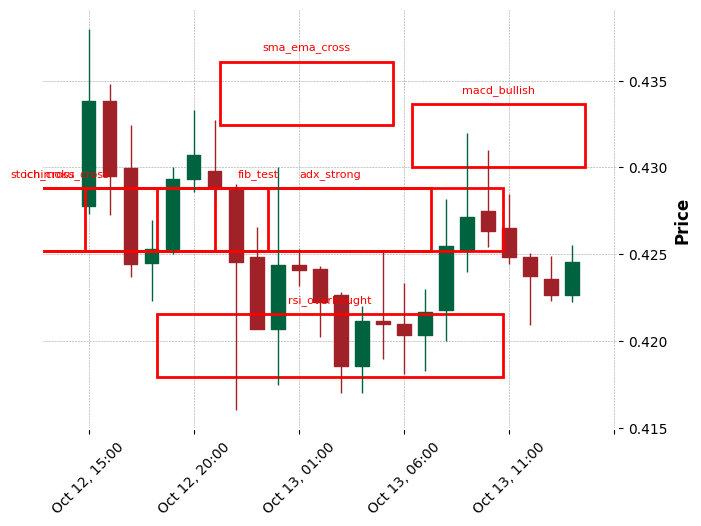 sma_ema_cross
macd_bullish
ichimoku_cross
fib_test
adx_strong
0.435
0.430
0.425
0.420
0.415
Price
Oct 12, 15:00
Oct 12, 20:00
Oct 13, 01:00
Oct 13, 06:00
Oct 13, 11:00